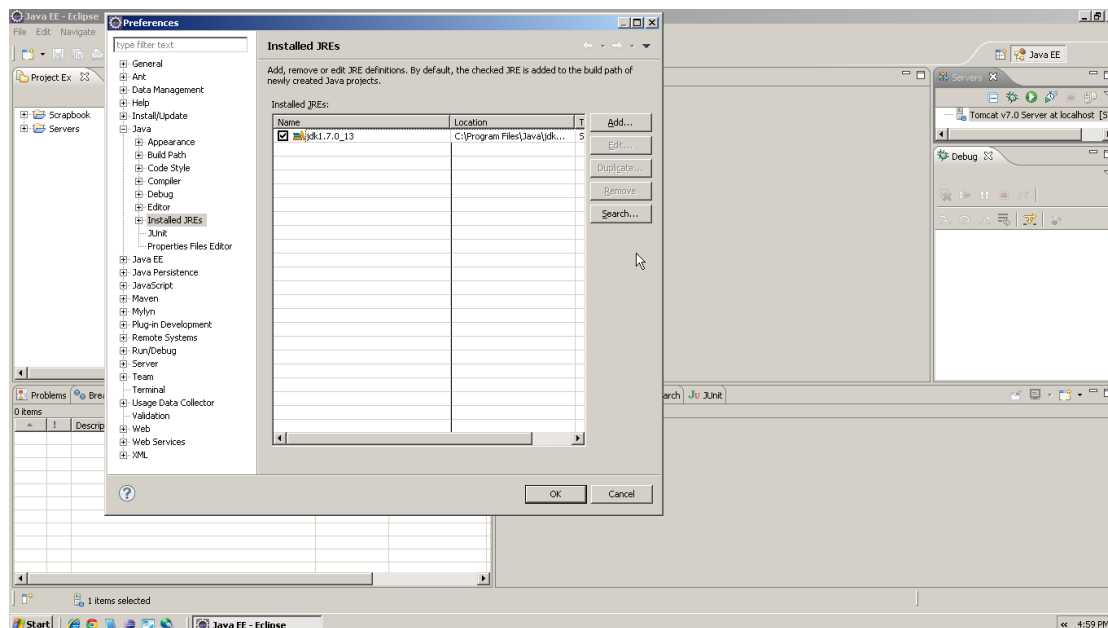 Java EE - Eclipse
File Edit Navigate
Project Ex
Scrapbook
Servers
Preferences
type filter text
General
Ant
Data Management
Help
Install/Update
Java
Appearance
Build Path
Code Style
Compiler
Debug
Editor
Installed JREs
JUnit
Properties Files Editor
Java EE
Java Persistence
JavaScript
Maven
Mylyn
Plug-in Development
Remote Systems
Run/Debug
Server
Team
Terminal
Usage Data Collector
Validation
Web
Web Services
XML
Installed JREs
Add, remove or edit JRE definitions. By default, the checked JRE is added to the build path of
newly created Java projects.
Installed JREs:
Name Location T
jdk1.7.0_13 C:\Program Files\Java\jdk... S
Add...
Edit...
Duplicate...
Remove
Search...
OK Cancel
Java EE
Servers
Tomcat v7.0 Server at localhost [S
Debug
Problems Brea
arch JUnit
0 items
! Descrip
1 items selected
Start Java EE - Eclipse 4:59 PM